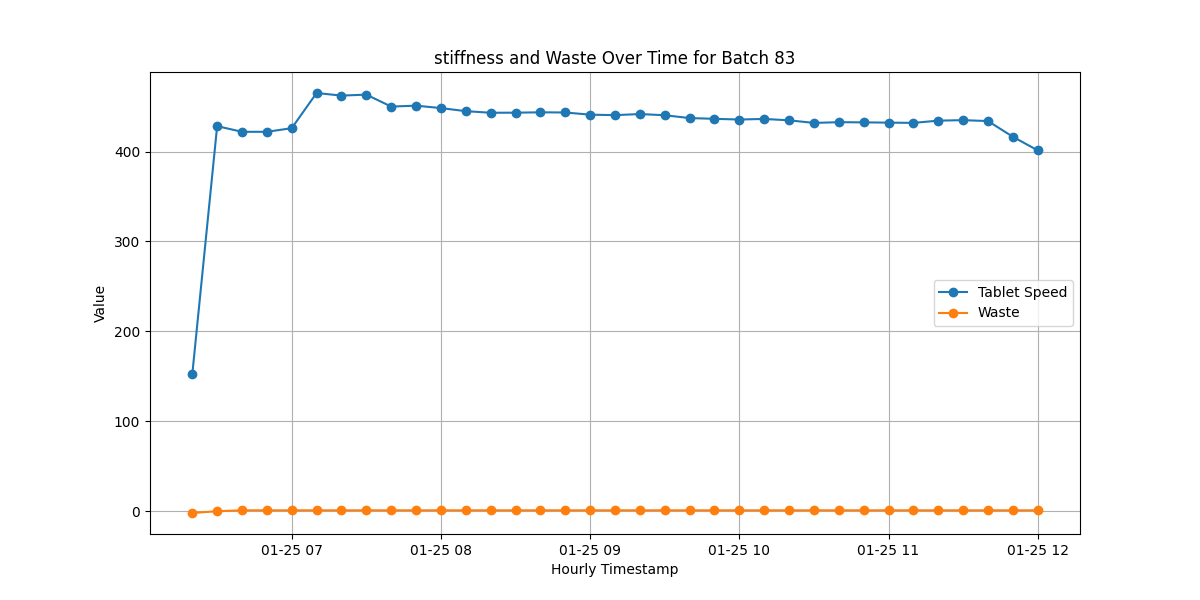 stiffness and Waste Over Time for Batch 83
Value
400
300
200
100
0
Tablet Speed
Waste
01-25 07
01-25 08
01-25 09
01-25 10
01-25 11
01-25 12
Hourly Timestamp